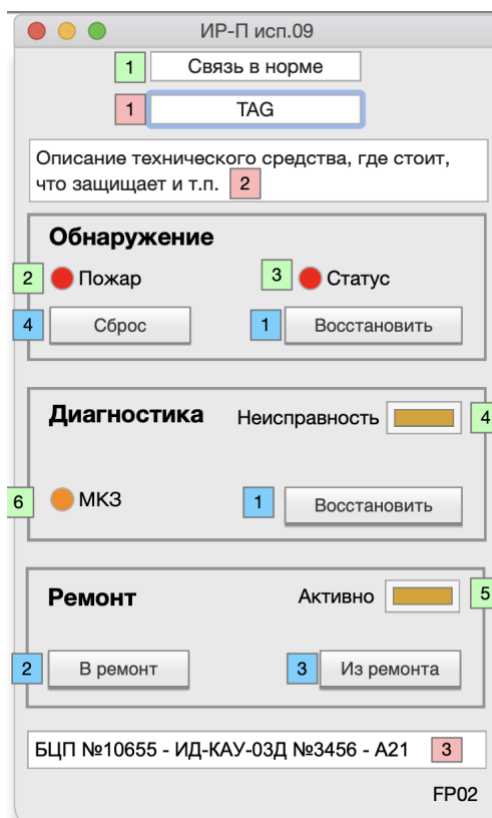 ИР-П исп.09
1 Связь в норме
1 TAG
Описание технического средства, где стоит,
что защищает и т.п. 2
Обнаружение
2 Пожар 3 Статус
4 Сброс 1 Восстановить
Диагностика Неисправность 4
6 МКЗ 1 Восстановить
Ремонт Активно 5
2 В ремонт 3 Из ремонта
БЦП №10655 - ИД-КАУ-03Д №3456 - А21 3
FP02